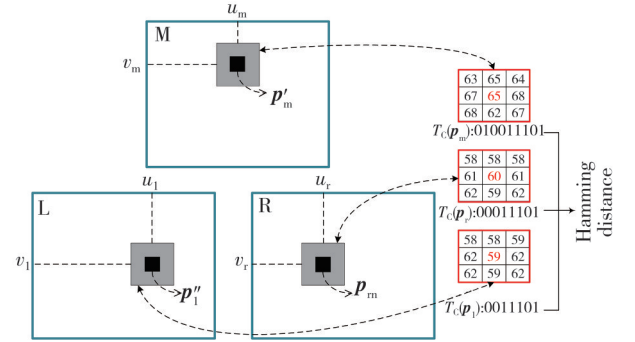 u_m
M
v_m
p′_m
63 65 64
67 65 68
68 62 67
T_C(p_m):010011101
58 58 58
61 60 61
62 59 62
T_C(p_r):00011101
58 58 59
62 59 62
62 59 62
T_C(p_l):0011101
Hamming
distance
u_l
L
v_l
p″_l
u_r
R
v_r
p_rn